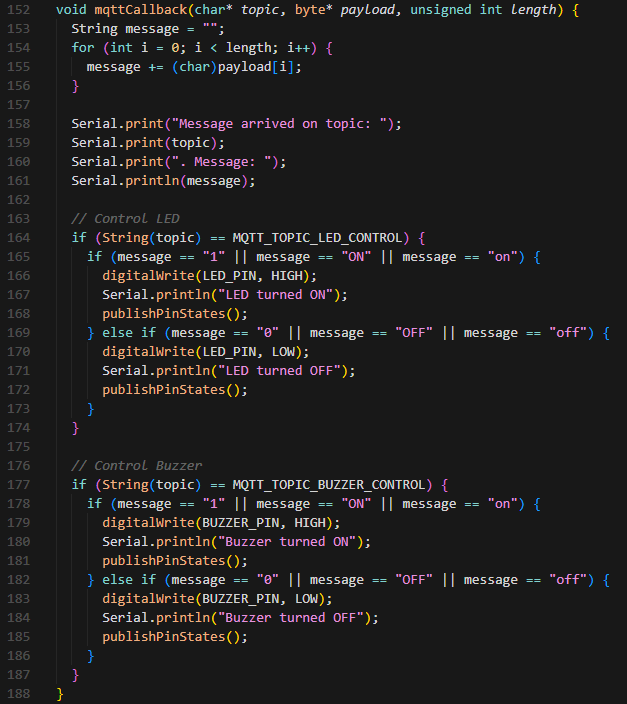 152 void mqttCallback(char* topic, byte* payload, unsigned int length) {
153   String message = "";
154   for (int i = 0; i < length; i++) {
155     message += (char)payload[i];
156   }
157
158   Serial.print("Message arrived on topic: ");
159   Serial.print(topic);
160   Serial.print(". Message: ");
161   Serial.println(message);
162
163   // Control LED
164   if (String(topic) == MQTT_TOPIC_LED_CONTROL) {
165     if (message == "1" || message == "ON" || message == "on") {
166       digitalWrite(LED_PIN, HIGH);
167       Serial.println("LED turned ON");
168       publishPinStates();
169     } else if (message == "0" || message == "OFF" || message == "off") {
170       digitalWrite(LED_PIN, LOW);
171       Serial.println("LED turned OFF");
172       publishPinStates();
173     }
174   }
175
176   // Control Buzzer
177   if (String(topic) == MQTT_TOPIC_BUZZER_CONTROL) {
178     if (message == "1" || message == "ON" || message == "on") {
179       digitalWrite(BUZZER_PIN, HIGH);
180       Serial.println("Buzzer turned ON");
181       publishPinStates();
182     } else if (message == "0" || message == "OFF" || message == "off") {
183       digitalWrite(BUZZER_PIN, LOW);
184       Serial.println("Buzzer turned OFF");
185       publishPinStates();
186     }
187   }
188 }